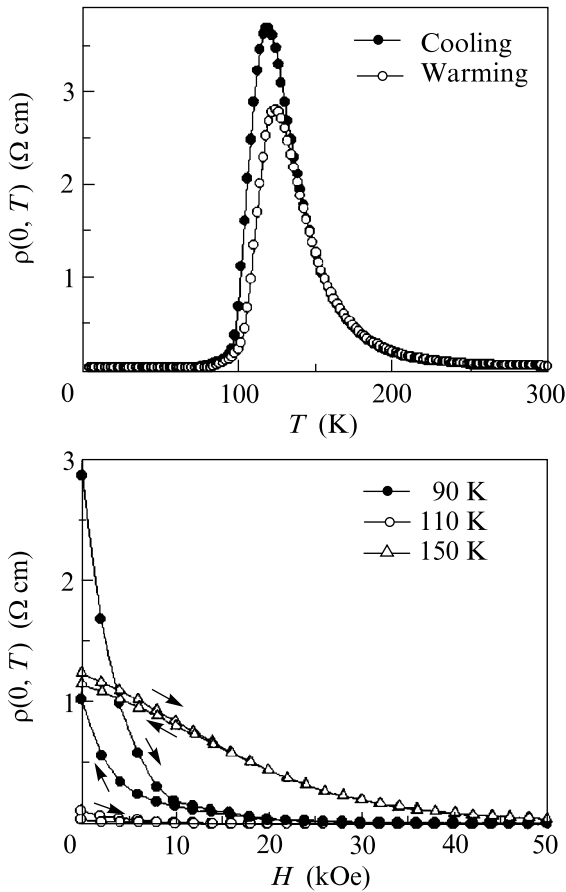 Cooling
Warming
ρ(0, T) (Ω cm)
3
2
1
0
100
200
300
T (K)
3
90 K
110 K
150 K
ρ(0, T) (Ω cm)
2
1
0
10
20
30
40
50
H (kOe)